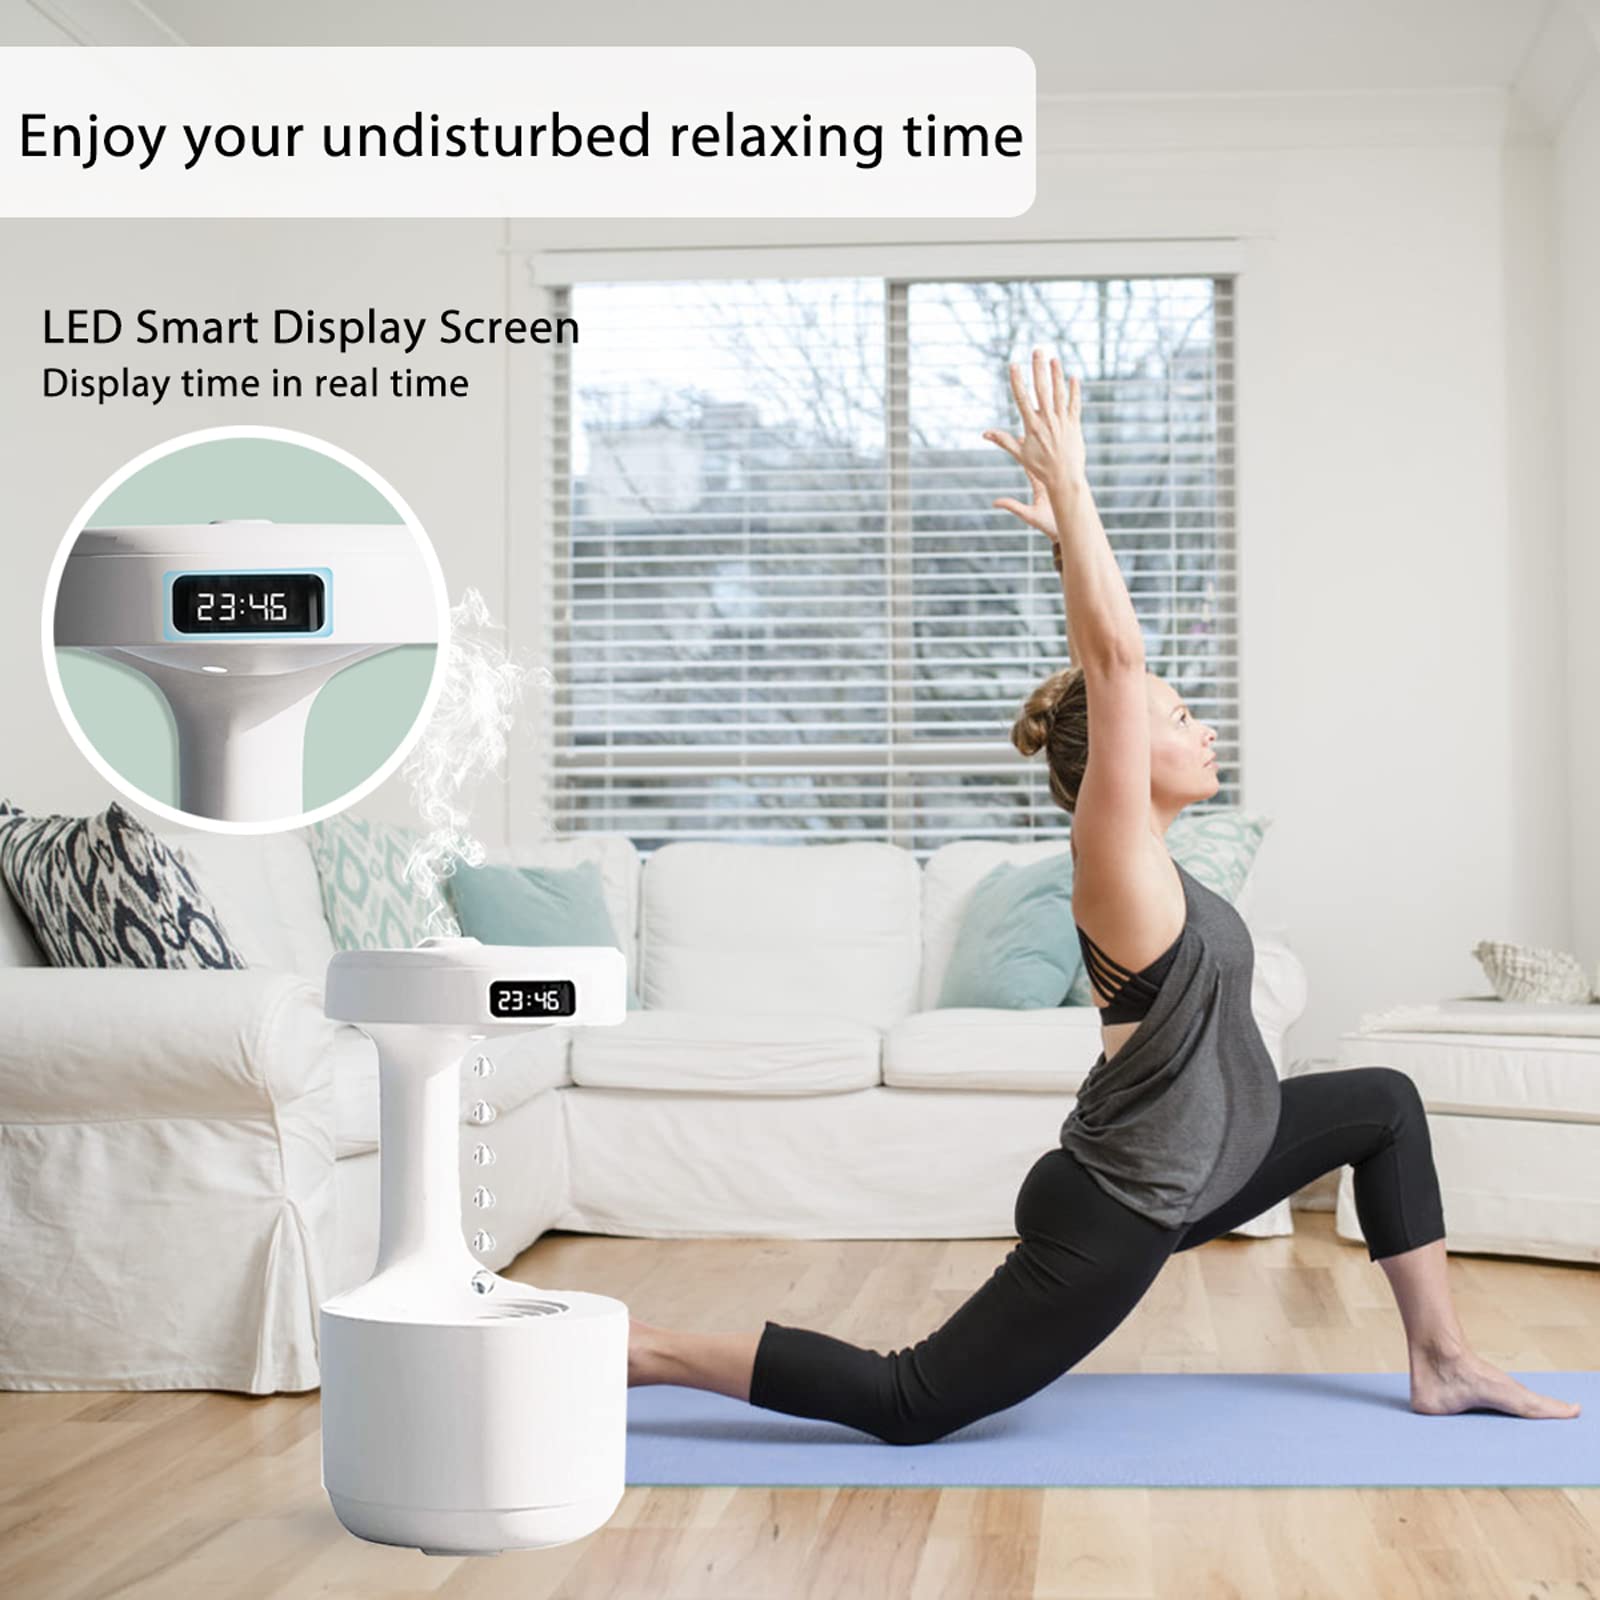 Enjoy your undisturbed relaxing time
LED Smart Display Screen
Display time in real time
23:46
23:46